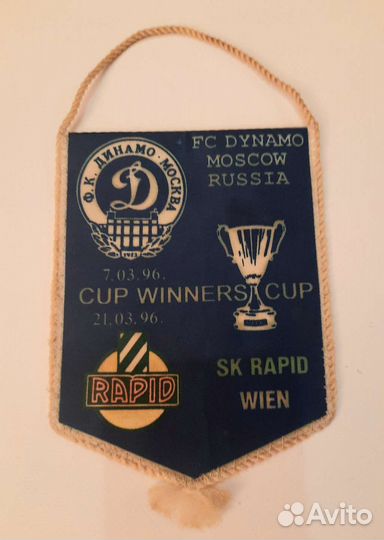 Ф.К. ДИНАМО·МОСКВА
Д
FC DYNAMO
MOSCOW
RUSSIA
7.03.96.
CUP WINNERS CUP
21.03.96.
RAPID
SK RAPID
WIEN
Avito